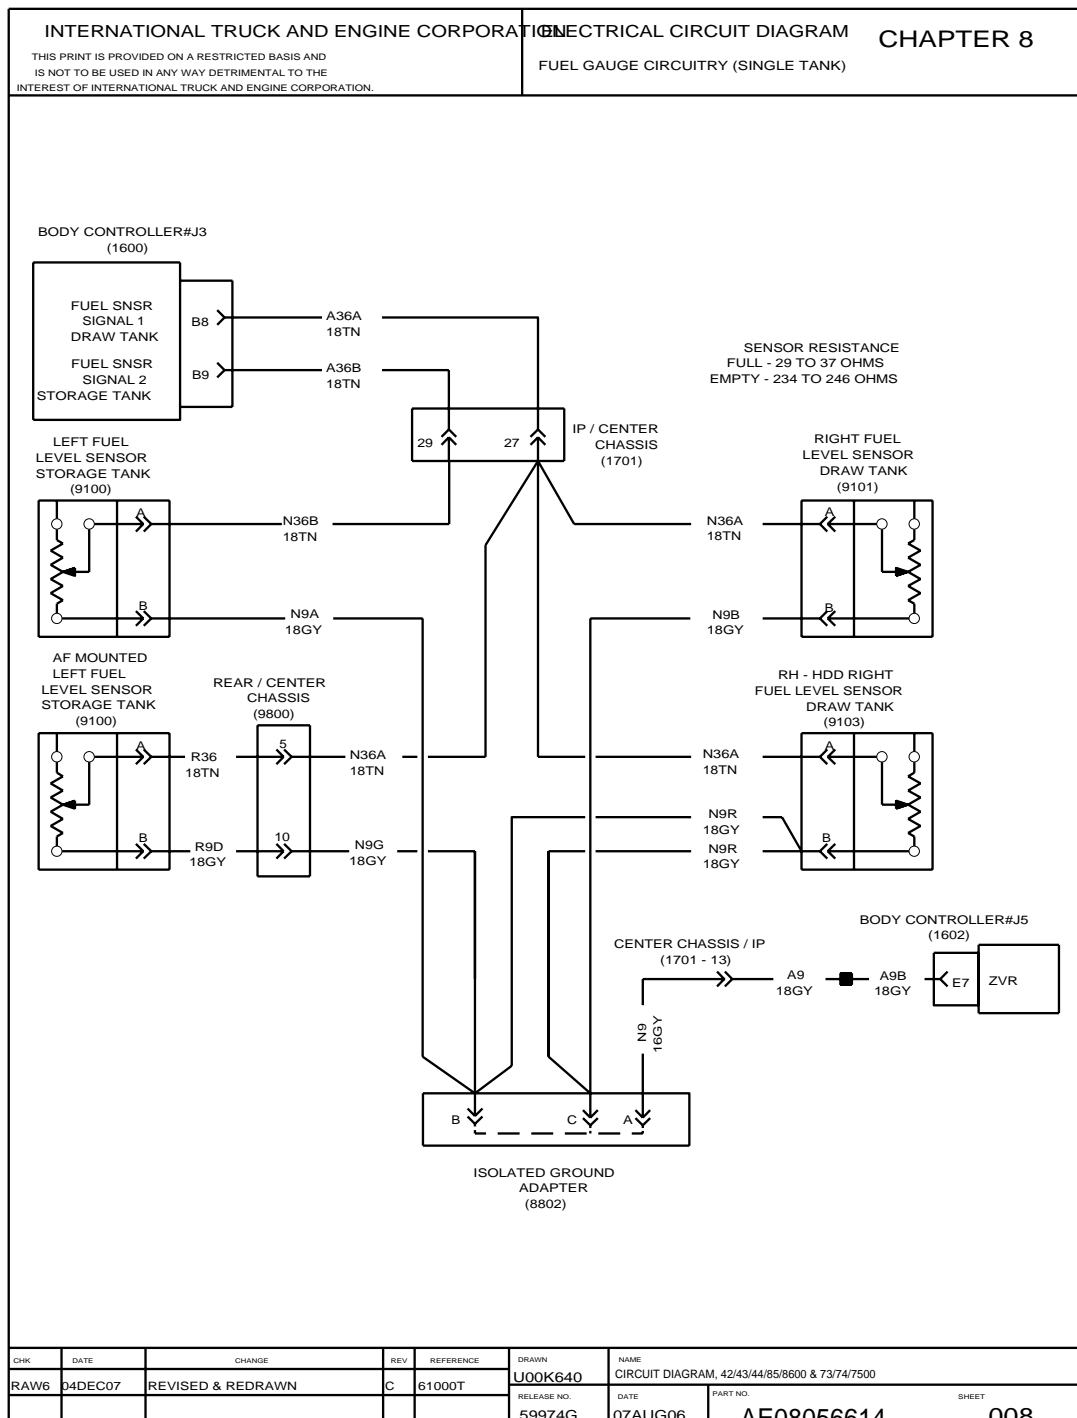 INTERNATIONAL TRUCK AND ENGINE CORPORATION
THIS PRINT IS PROVIDED ON A RESTRICTED BASIS AND
IS NOT TO BE USED IN ANY WAY DETRIMENTAL TO THE
INTEREST OF INTERNATIONAL TRUCK AND ENGINE CORPORATION.
ELECTRICAL CIRCUIT DIAGRAM
FUEL GAUGE CIRCUITRY (SINGLE TANK)
CHAPTER 8
BODY CONTROLLER#J3
(1600)
FUEL SNSR
SIGNAL 1
DRAW TANK
B8
FUEL SNSR
SIGNAL 2
STORAGE TANK
B9
A36A
18TN
A36B
18TN
SENSOR RESISTANCE
FULL - 29 TO 37 OHMS
EMPTY - 234 TO 246 OHMS
29
27
IP / CENTER
CHASSIS
(1701)
LEFT FUEL
LEVEL SENSOR
STORAGE TANK
(9100)
A
B
N36B
18TN
N9A
18GY
RIGHT FUEL
LEVEL SENSOR
DRAW TANK
(9101)
N36A
18TN
A
N9B
18GY
B
AF MOUNTED
LEFT FUEL
LEVEL SENSOR
STORAGE TANK
(9100)
A
B
R36
18TN
R9D
18GY
REAR / CENTER
CHASSIS
(9800)
5
10
N36A
18TN
N9G
18GY
RH - HDD RIGHT
FUEL LEVEL SENSOR
DRAW TANK
(9103)
N36A
18TN
A
N9R
18GY
N9R
18GY
B
BODY CONTROLLER#J5
(1602)
CENTER CHASSIS / IP
(1701 - 13)
A9
18GY
A9B
18GY
E7
ZVR
N9
16GY
B
C
A
ISOLATED GROUND
ADAPTER
(8802)
CHK
DATE
CHANGE
REV
REFERENCE
RAW6
04DEC07
REVISED & REDRAWN
C
61000T
DRAWN
U00K640
NAME
CIRCUIT DIAGRAM, 42/43/44/85/8600 & 73/74/7500
RELEASE NO.
59974G
DATE
07AUG06
PART NO.
AE08056614
SHEET
008